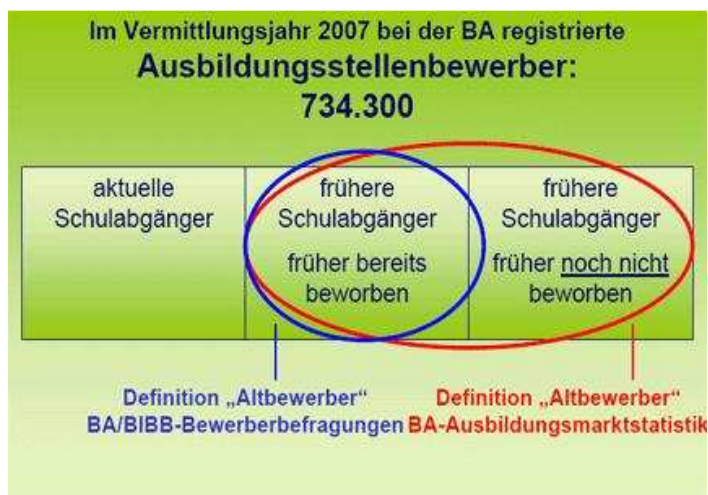 Im Vermittlungsjahr 2007 bei der BA registrierte
Ausbildungsstellenbewerber:
734.300
aktuelle
Schulabgänger
frühere
Schulabgänger
früher bereits
beworben
frühere
Schulabgänger
früher noch nicht
beworben
Definition „Altbewerber“
BA/BIBB-Bewerberbefragungen
Definition „Altbewerber“
BA-Ausbildungsmarktstatistik